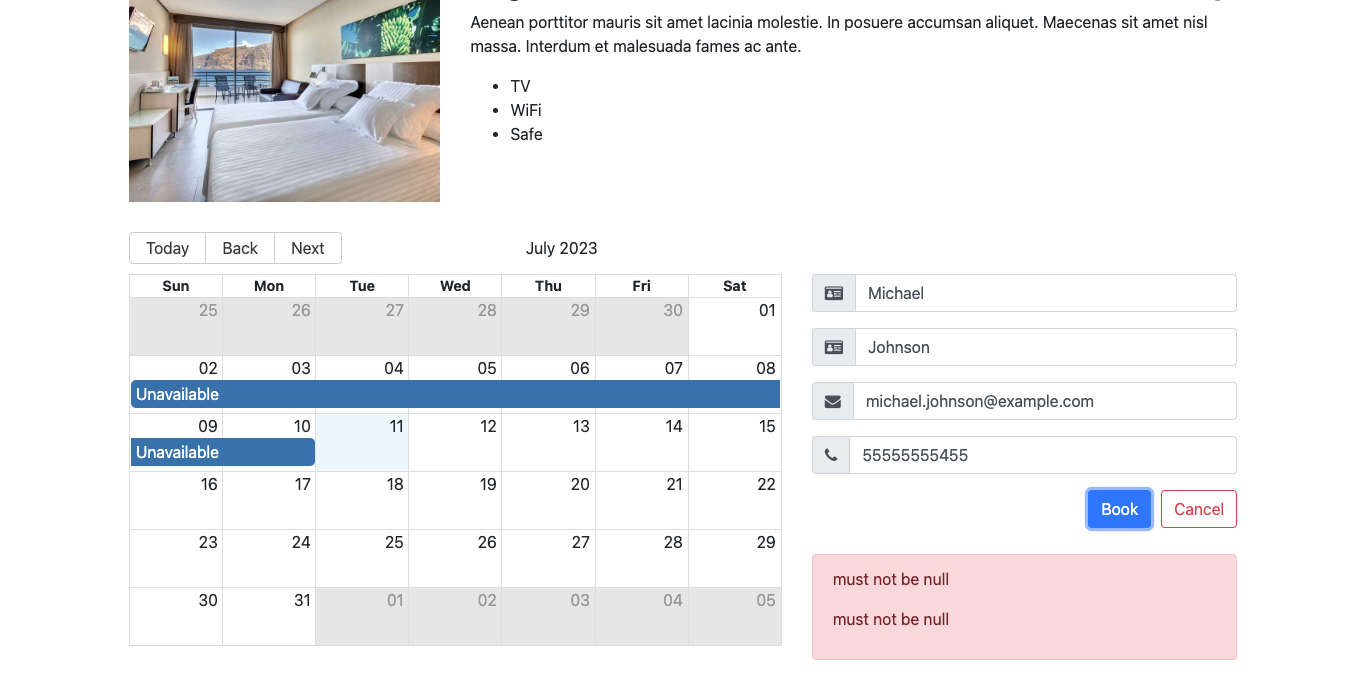 Aenean porttitor mauris sit amet lacinia molestie. In posuere accumsan aliquet. Maecenas sit amet nisl
massa. Interdum et malesuada fames ac ante.
TV
WiFi
Safe
Today Back Next July 2023
Sun Mon Tue Wed Thu Fri Sat
25 26 27 28 29 30 01
02 03 04 05 06 07 08
Unavailable
09 10 11 12 13 14 15
Unavailable
16 17 18 19 20 21 22
23 24 25 26 27 28 29
30 31 01 02 03 04 05
Michael
Johnson
michael.johnson@example.com
55555555455
Book Cancel
must not be null
must not be null